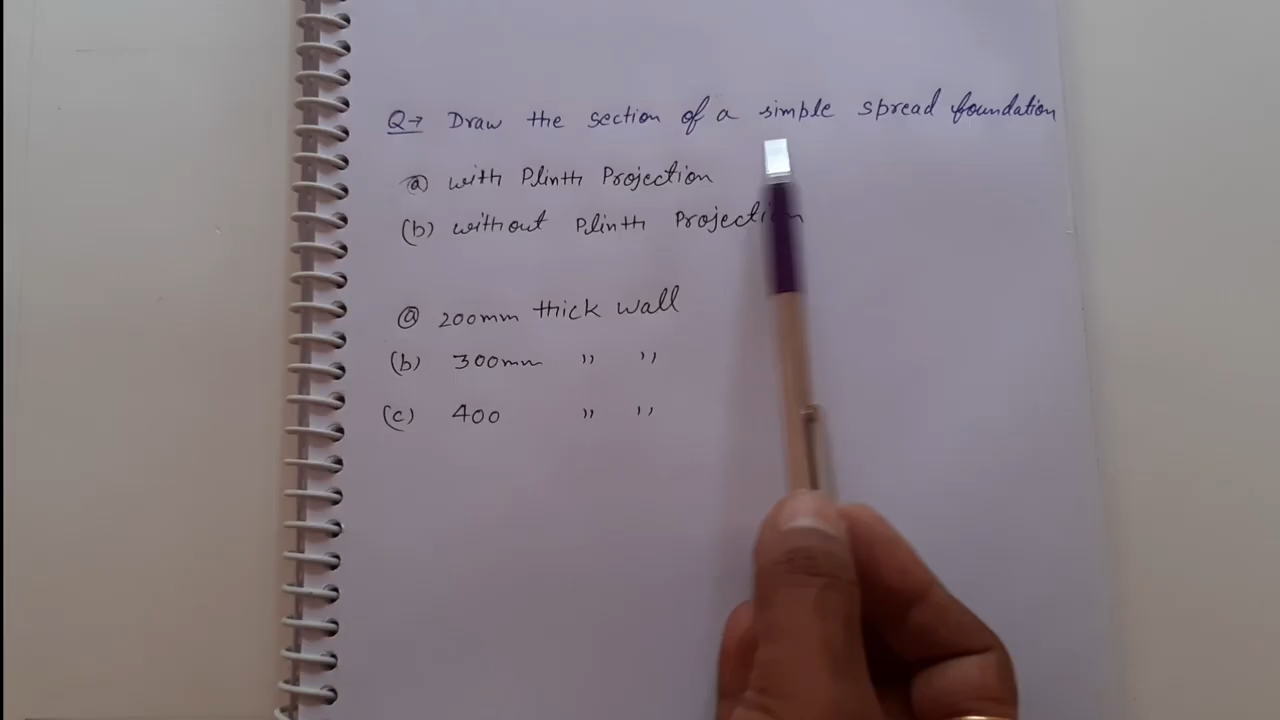 Q→ Draw the section of a simple spread foundation
(a) with Plinth Projection
(b) without Plinth Projection
(a) 200mm thick wall
(b) 300mm " "
(c) 400 " "